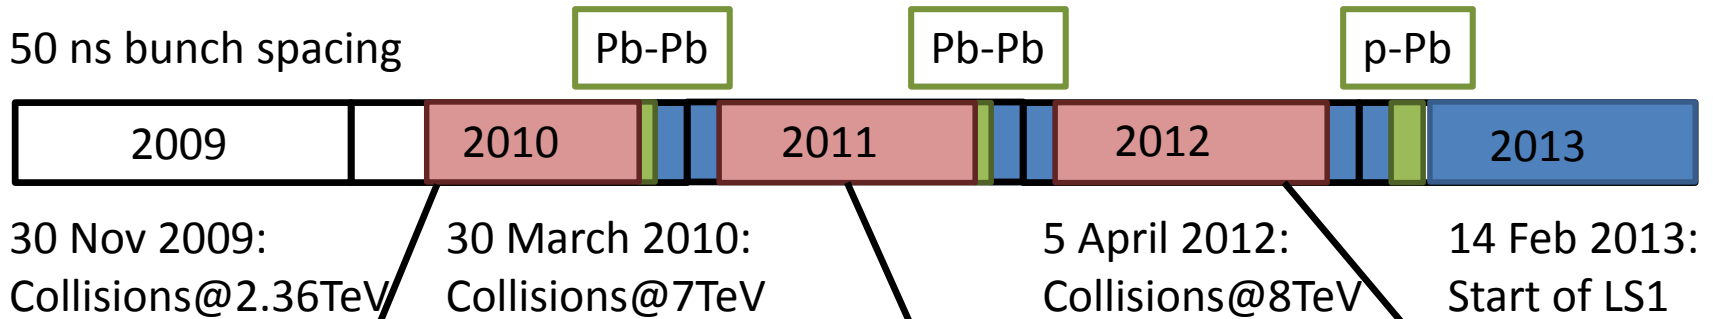 50 ns bunch spacing
Pb-Pb
Pb-Pb
p-Pb
2009
2010
2011
2012
2013
30 Nov 2009:
Collisions@2.36TeV
30 March 2010:
Collisions@7TeV
5 April 2012:
Collisions@8TeV
14 Feb 2013:
Start of LS1